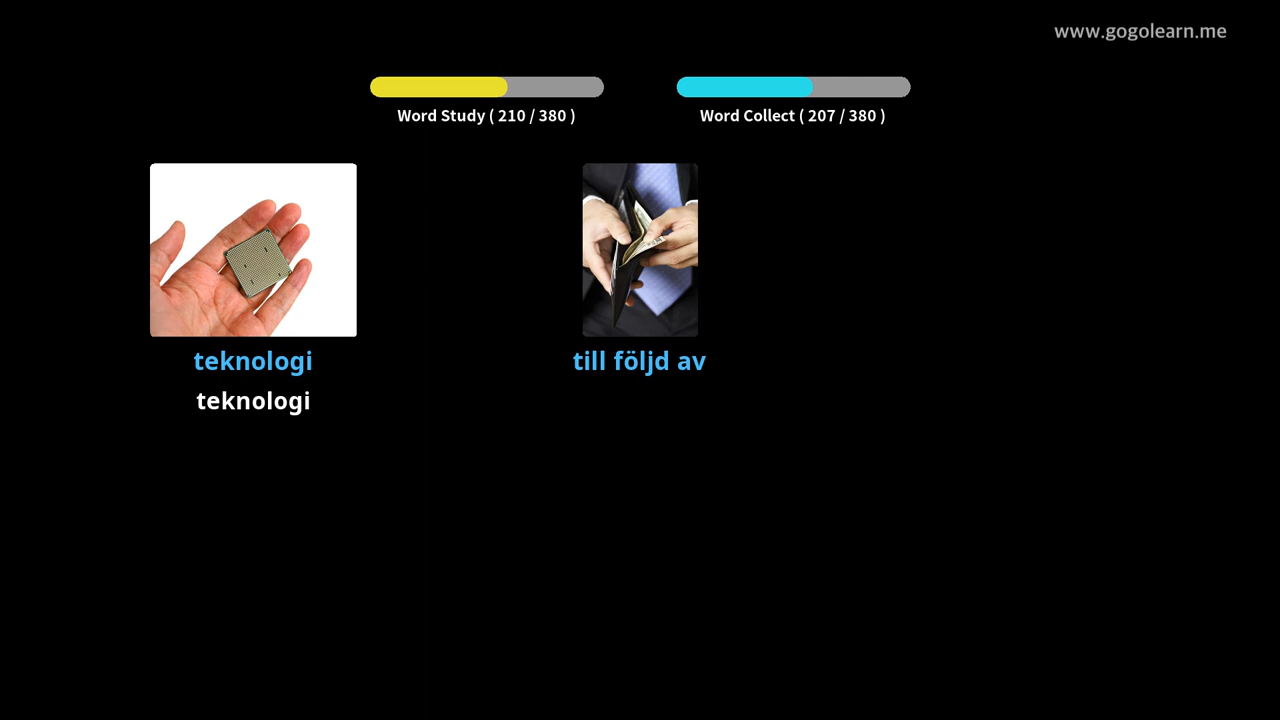 www.gogolearn.me
Word Study ( 210 / 380 )
Word Collect ( 207 / 380 )
teknologi
till följd av
teknologi